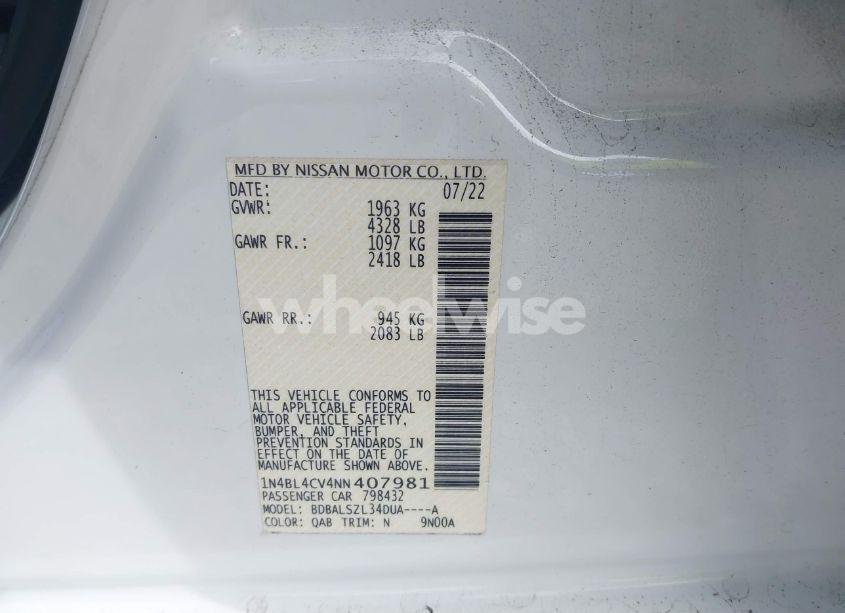 MFD BY NISSAN MOTOR CO., LTD.
DATE: 07/22
GVWR: 1963 KG
4328 LB
GAWR FR.: 1097 KG
2418 LB
GAWR RR.: 945 KG
2083 LB
wheelwise
THIS VEHICLE CONFORMS TO
ALL APPLICABLE FEDERAL
MOTOR VEHICLE SAFETY,
BUMPER, AND THEFT
PREVENTION STANDARDS IN
EFFECT ON THE DATE OF
MANUFACTURE SHOWN ABOVE.
1N4BL4CV4NN407981
PASSENGER CAR 798432
MODEL: BDBALSZL34DUA----A
COLOR: QAB TRIM: N 9N00A